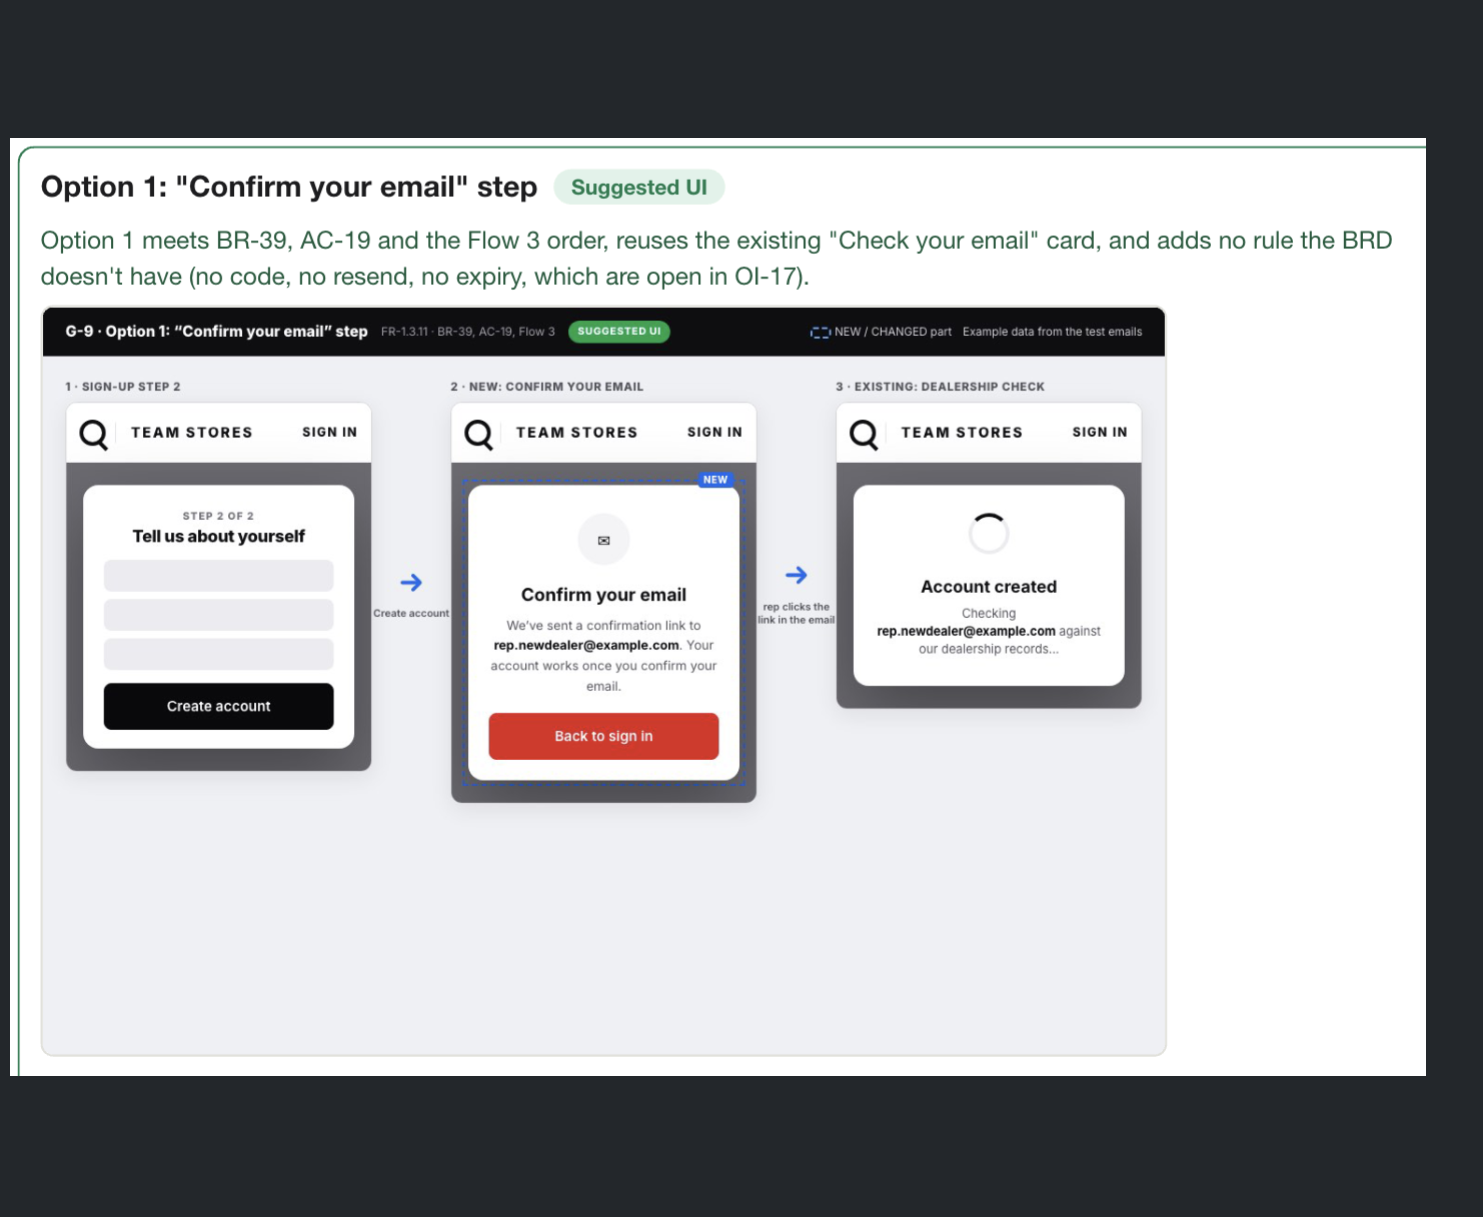 Option 1: "Confirm your email" step Suggested UI
Option 1 meets BR-39, AC-19 and the Flow 3 order, reuses the existing "Check your email" card, and adds no rule the BRD
doesn't have (no code, no resend, no expiry, which are open in OI-17).
G-9 · Option 1: “Confirm your email” step FR-1.3.11 · BR-39, AC-19, Flow 3 SUGGESTED UI NEW / CHANGED part Example data from the test emails
1 · SIGN-UP STEP 2
TEAM STORES SIGN IN
STEP 2 OF 2
Tell us about yourself
Create account
Create account
2 · NEW: CONFIRM YOUR EMAIL
TEAM STORES SIGN IN
NEW
Confirm your email
We've sent a confirmation link to
rep.newdealer@example.com. Your
account works once you confirm your
email.
Back to sign in
rep clicks the
link in the email
3 · EXISTING: DEALERSHIP CHECK
TEAM STORES SIGN IN
Account created
Checking
rep.newdealer@example.com against
our dealership records...